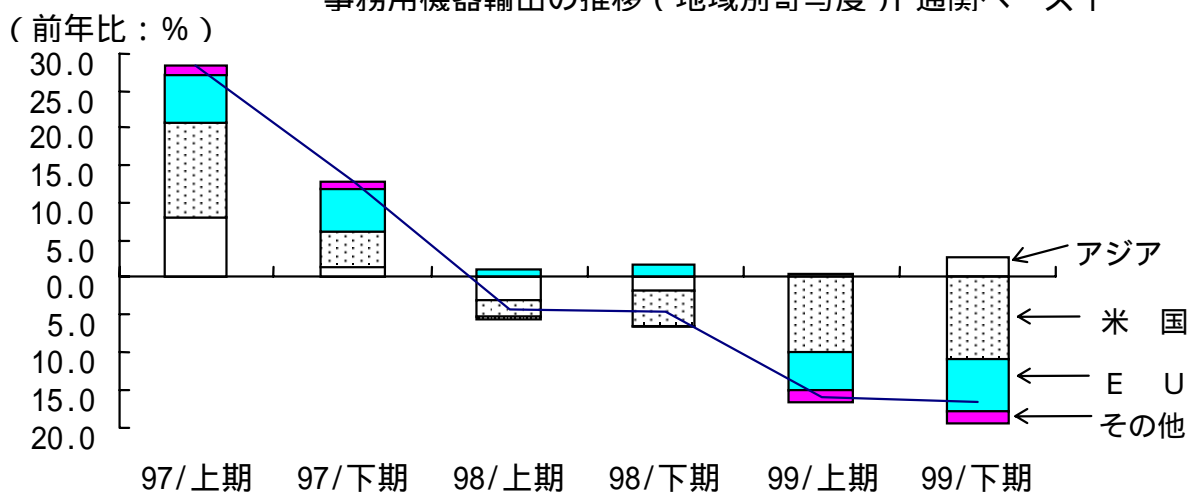 事務用機器輸出の推移(地域別寄与度)[通関ベース]
(前年比:%)
30.0
25.0
20.0
15.0
10.0
5.0
0.0
5.0
10.0
15.0
20.0
アジア
米 国
E U
その他
97/上期 97/下期 98/上期 98/下期 99/上期 99/下期